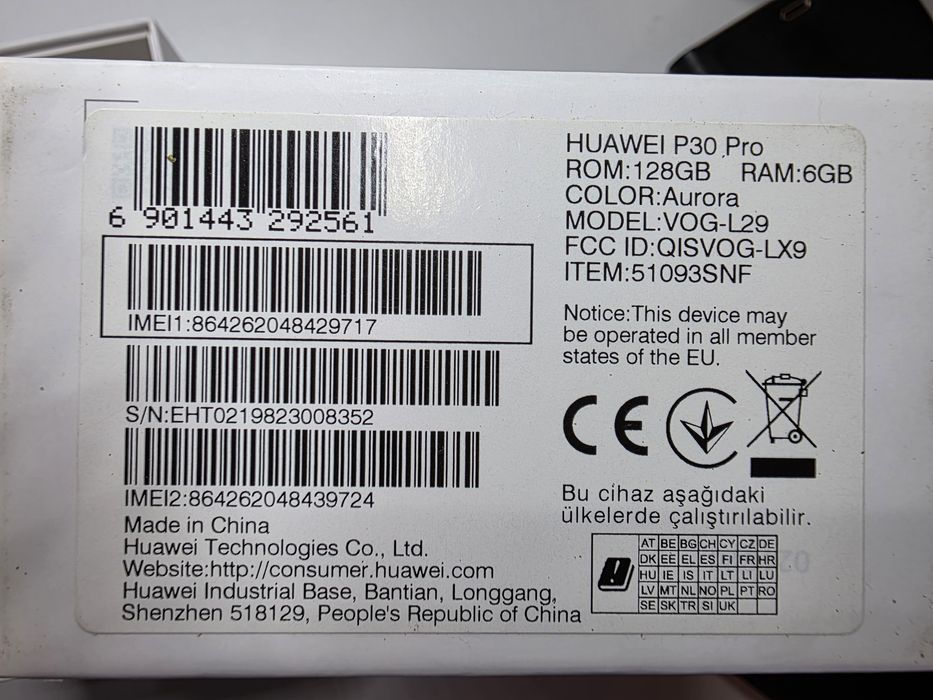 6 901443 292561
IMEI1:864262048429717
S/N:EHT0219823008352
IMEI2:864262048439724
Made in China
Huawei Technologies Co., Ltd.
Website:http://consumer.huawei.com
Huawei Industrial Base, Bantian, Longgang,
Shenzhen 518129, People's Republic of China
HUAWEI P30 Pro
ROM:128GB RAM:6GB
COLOR:Aurora
MODEL:VOG-L29
FCC ID:QISVOG-LX9
ITEM:51093SNF
Notice:This device may
be operated in all member
states of the EU.
CE
Bu cihaz aşağıdaki
ülkelerde çalıştırılabilir.
AT BE BG CH CY CZ DE
DK EE EL ES FI FR HR
HU IE IS IT LT LI LU
LV MT NL NO PL PT RO
SE SK TR SI UK